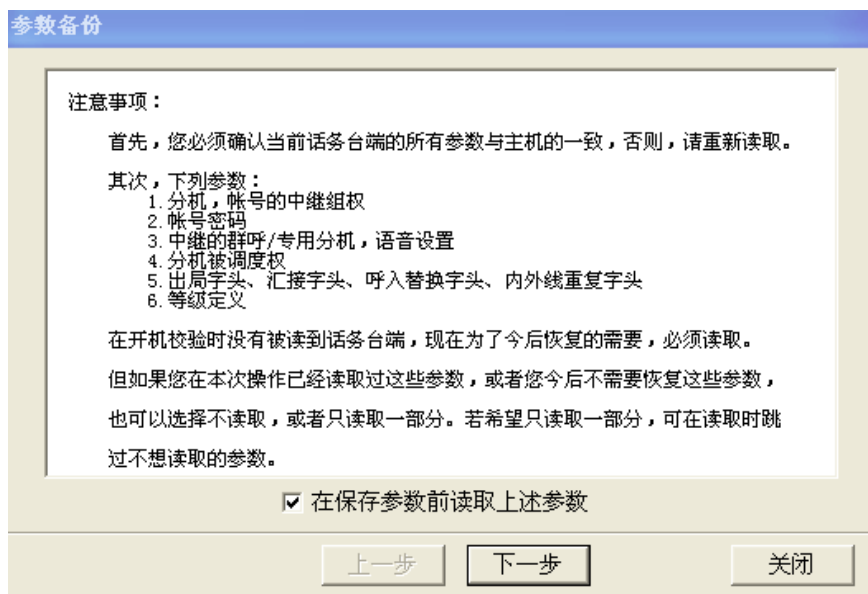 参数备份
注意事项：
首先，您必须确认当前话务台端的所有参数与主机的一致，否则，请重新读取。
其次，下列参数：
1.分机，帐号的中继组权
2.帐号密码
3.中继的群呼/专用分机，语音设置
4.分机被调度权
5.出局字头、汇接字头、呼入替换字头、内外线重复字头
6.等级定义
在开机校验时没有被读到话务台端，现在为了今后恢复的需要，必须读取。
但如果您在本次操作已经读取过这些参数，或者您今后不需要恢复这些参数，
也可以选择不读取，或者只读取一部分。若希望只读取一部分，可在读取时跳
过不想读取的参数。
在保存参数前读取上述参数
上一步 下一步 关闭